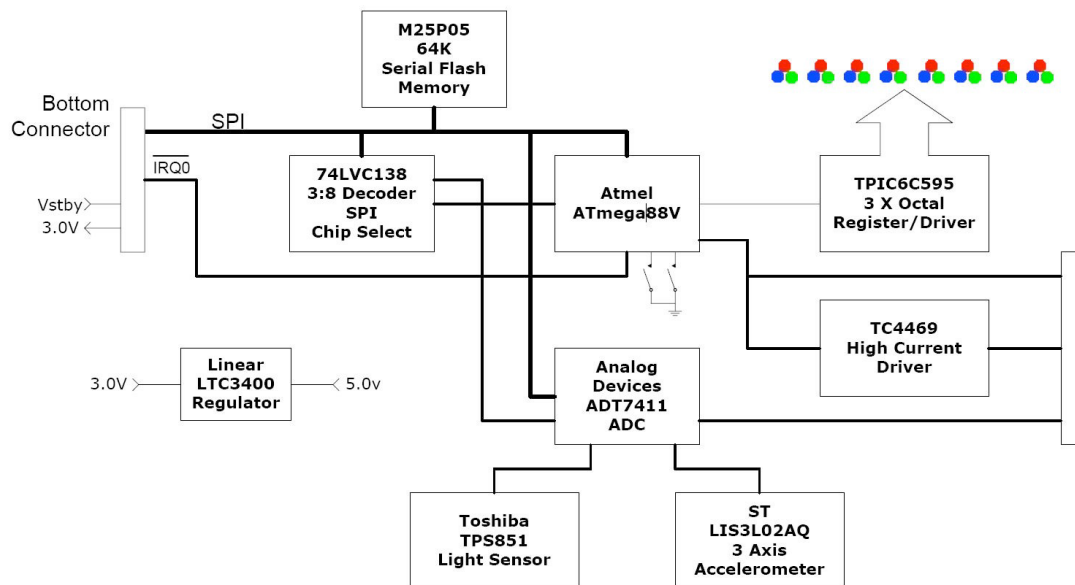 M25P05
64K
Serial Flash
Memory
Bottom
Connector
SPI
IRQ0
Vstby
3.0V
74LVC138
3:8 Decoder
SPI
Chip Select
Atmel
ATmega88V
TPIC6C595
3 X Octal
Register/Driver
TC4469
High Current
Driver
3.0V
Linear
LTC3400
Regulator
5.0v
Analog
Devices
ADT7411
ADC
Toshiba
TPS851
Light Sensor
ST
LIS3L02AQ
3 Axis
Accelerometer